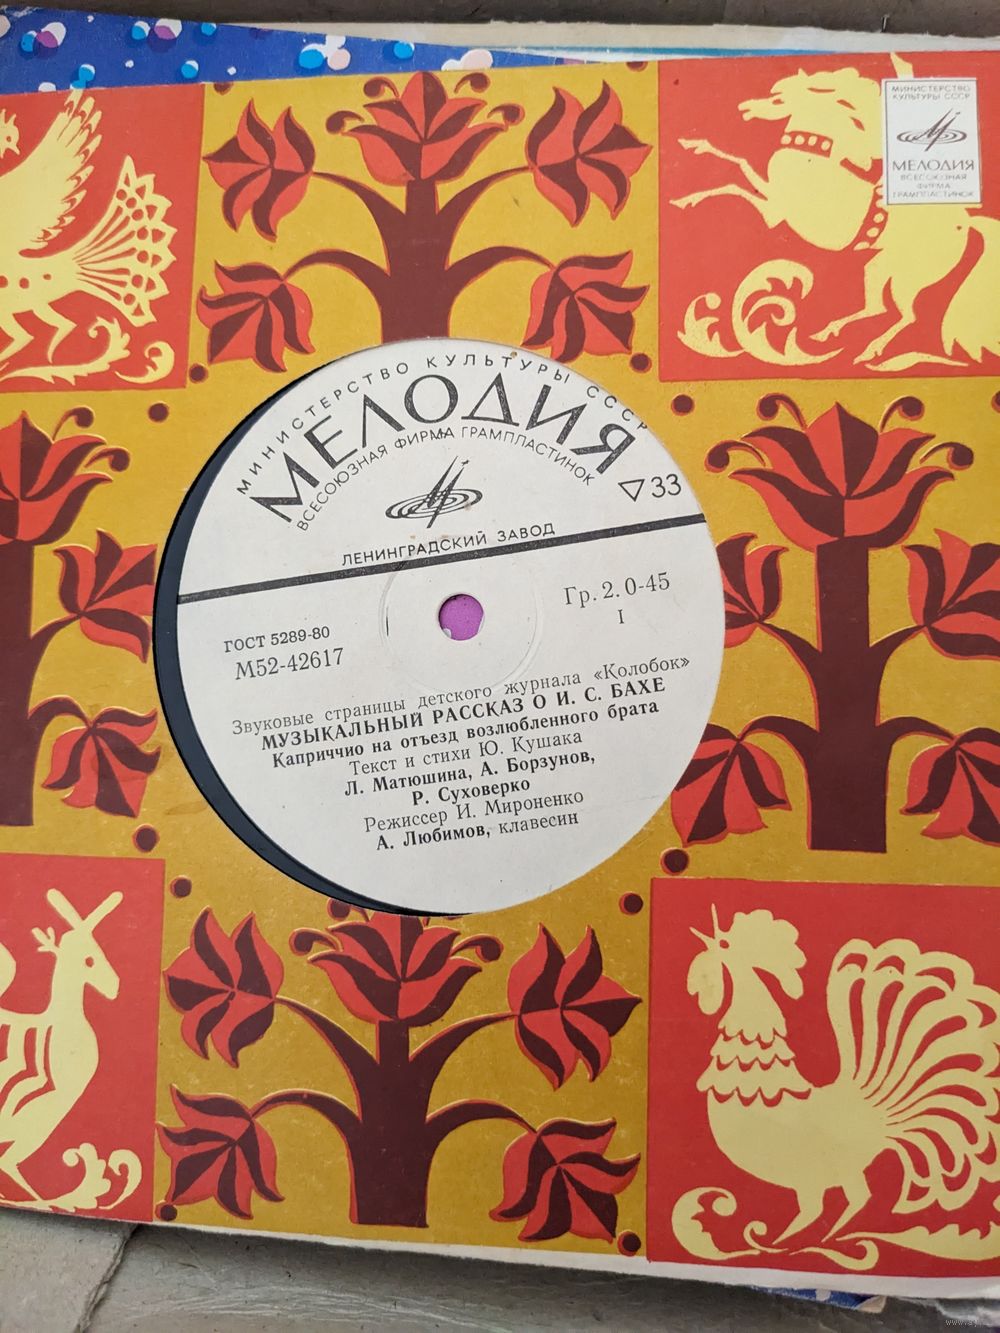 МИНИСТЕРСТВО
КУЛЬТУРЫ СССР
МЕЛОДИЯ
ВСЕСОЮЗНАЯ
ФИРМА
ГРАМПЛАСТИНОК
МИНИСТЕРСТВО КУЛЬТУРЫ СССР
МЕЛОДИЯ
ВСЕСОЮЗНАЯ ФИРМА ГРАМПЛАСТИНОК
33
ЛЕНИНГРАДСКИЙ ЗАВОД
ГОСТ 5289-80
М52-42617
Гр. 2. 0-45
I
Звуковые страницы детского журнала «Колобок»
МУЗЫКАЛЬНЫЙ РАССКАЗ О И. С. БАХЕ
Каприччио на отъезд возлюбленного брата
Текст и стихи Ю. Кушака
Л. Матюшина, А. Борзунов,
Р. Суховерко
Режиссер И. Мироненко
А. Любимов, клавесин